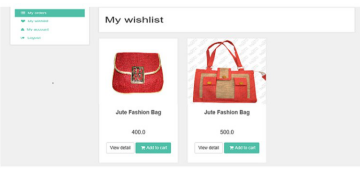 My orders
My wishlist
My account
Logout
My wishlist
Jute Fashion Bag
400.0
View detail
Add to cart
Jute Fashion Bag
500.0
View detail
Add to cart